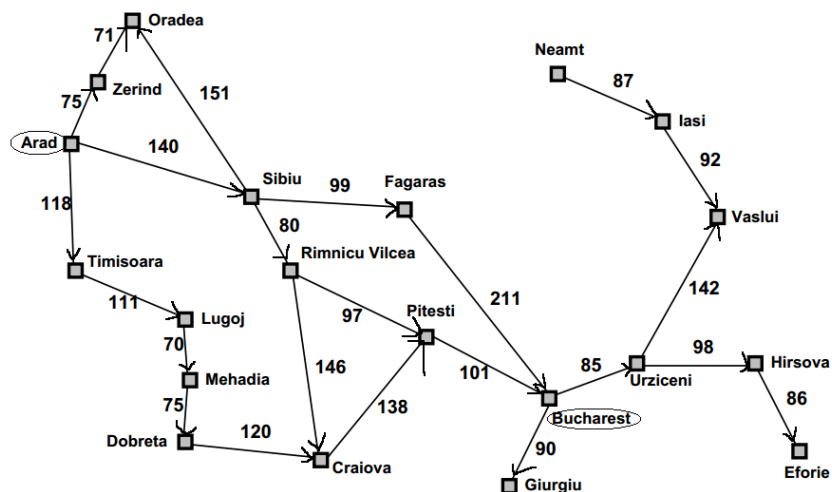 Oradea
Neamt
71
87
Zerind
151
Iasi
75
Arad
140
92
Sibiu
99
Fagaras
118
80
Vaslui
Timisoara
Rimnicu Vilcea
142
111
211
Lugoj
97
Pitesti
70
98
Hirsova
146
101
85
Mehadia
Urziceni
86
75
138
Bucharest
Dobreta
120
90
Craiova
Eforie
Giurgiu